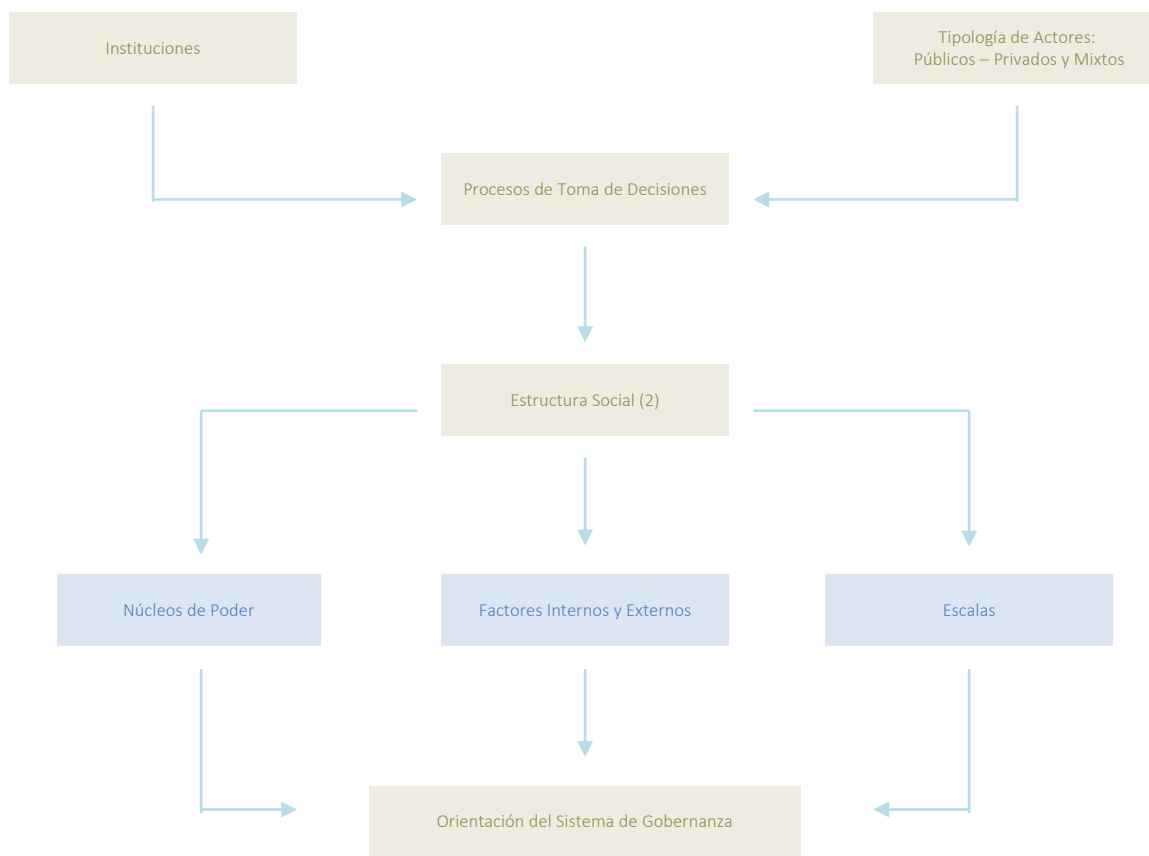 Instituciones
Tipología de Actores:
Públicos – Privados y Mixtos
Procesos de Toma de Decisiones
Estructura Social (2)
Núcleos de Poder
Factores Internos y Externos
Escalas
Orientación del Sistema de Gobernanza